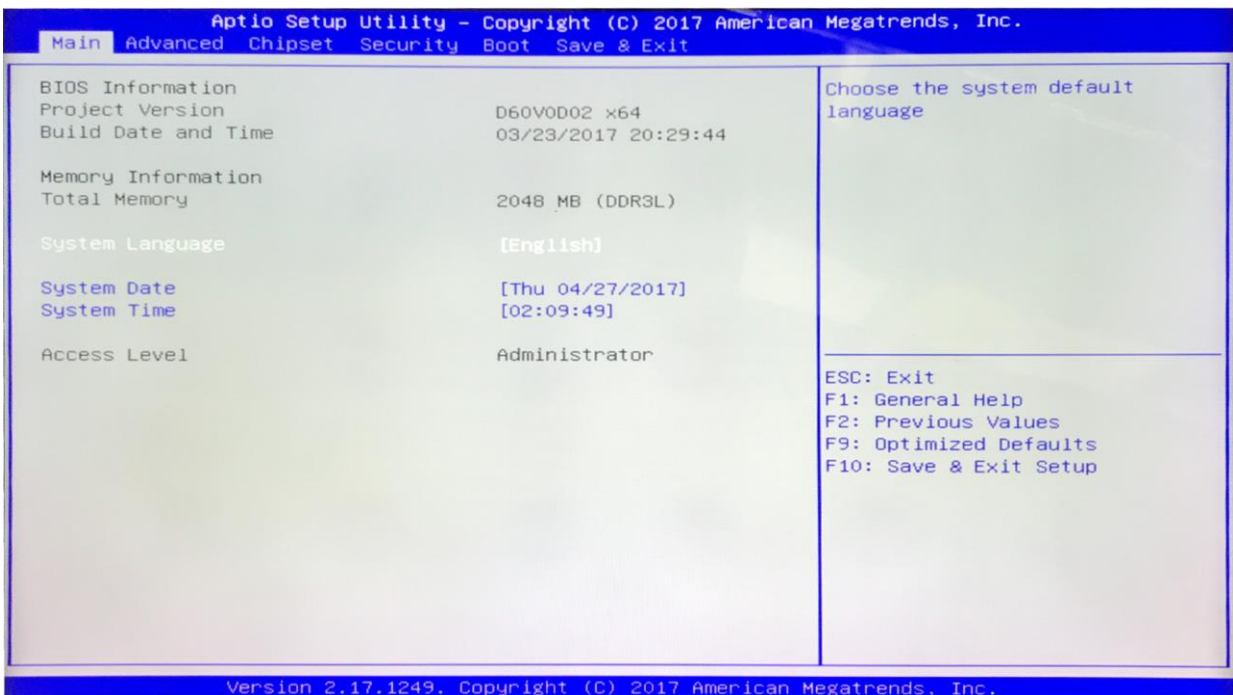 Aptio Setup Utility – Copyright (C) 2017 American Megatrends, Inc.
Main Advanced Chipset Security Boot Save & Exit
BIOS Information
Project Version D60V0D02 x64
Build Date and Time 03/23/2017 20:29:44
Memory Information
Total Memory 2048 MB (DDR3L)
System Language [English]
System Date [Thu 04/27/2017]
System Time [02:09:49]
Access Level Administrator
Choose the system default
language
ESC: Exit
F1: General Help
F2: Previous Values
F9: Optimized Defaults
F10: Save & Exit Setup
Version 2.17.1249. Copyright (C) 2017 American Megatrends, Inc.